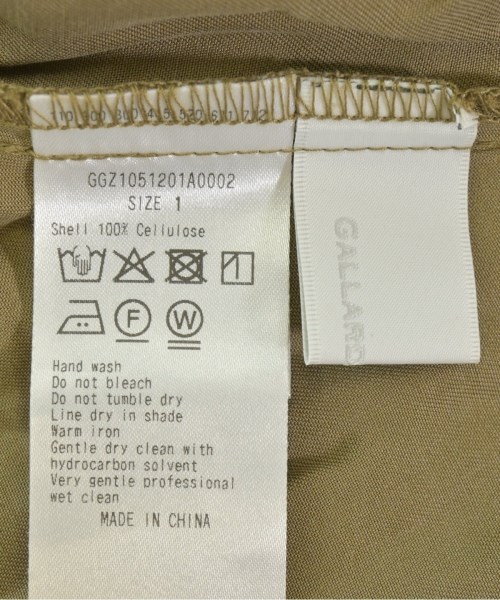 GGZ1051201A0002
SIZE 1
Shell 100% Cellulose
F
W
Hand wash
Do not bleach
Do not tumble dry
Line dry in shade
Warm iron
Gentle dry clean with
hydrocarbon solvent
Very gentle professional
wet clean
MADE IN CHINA
GALLARD